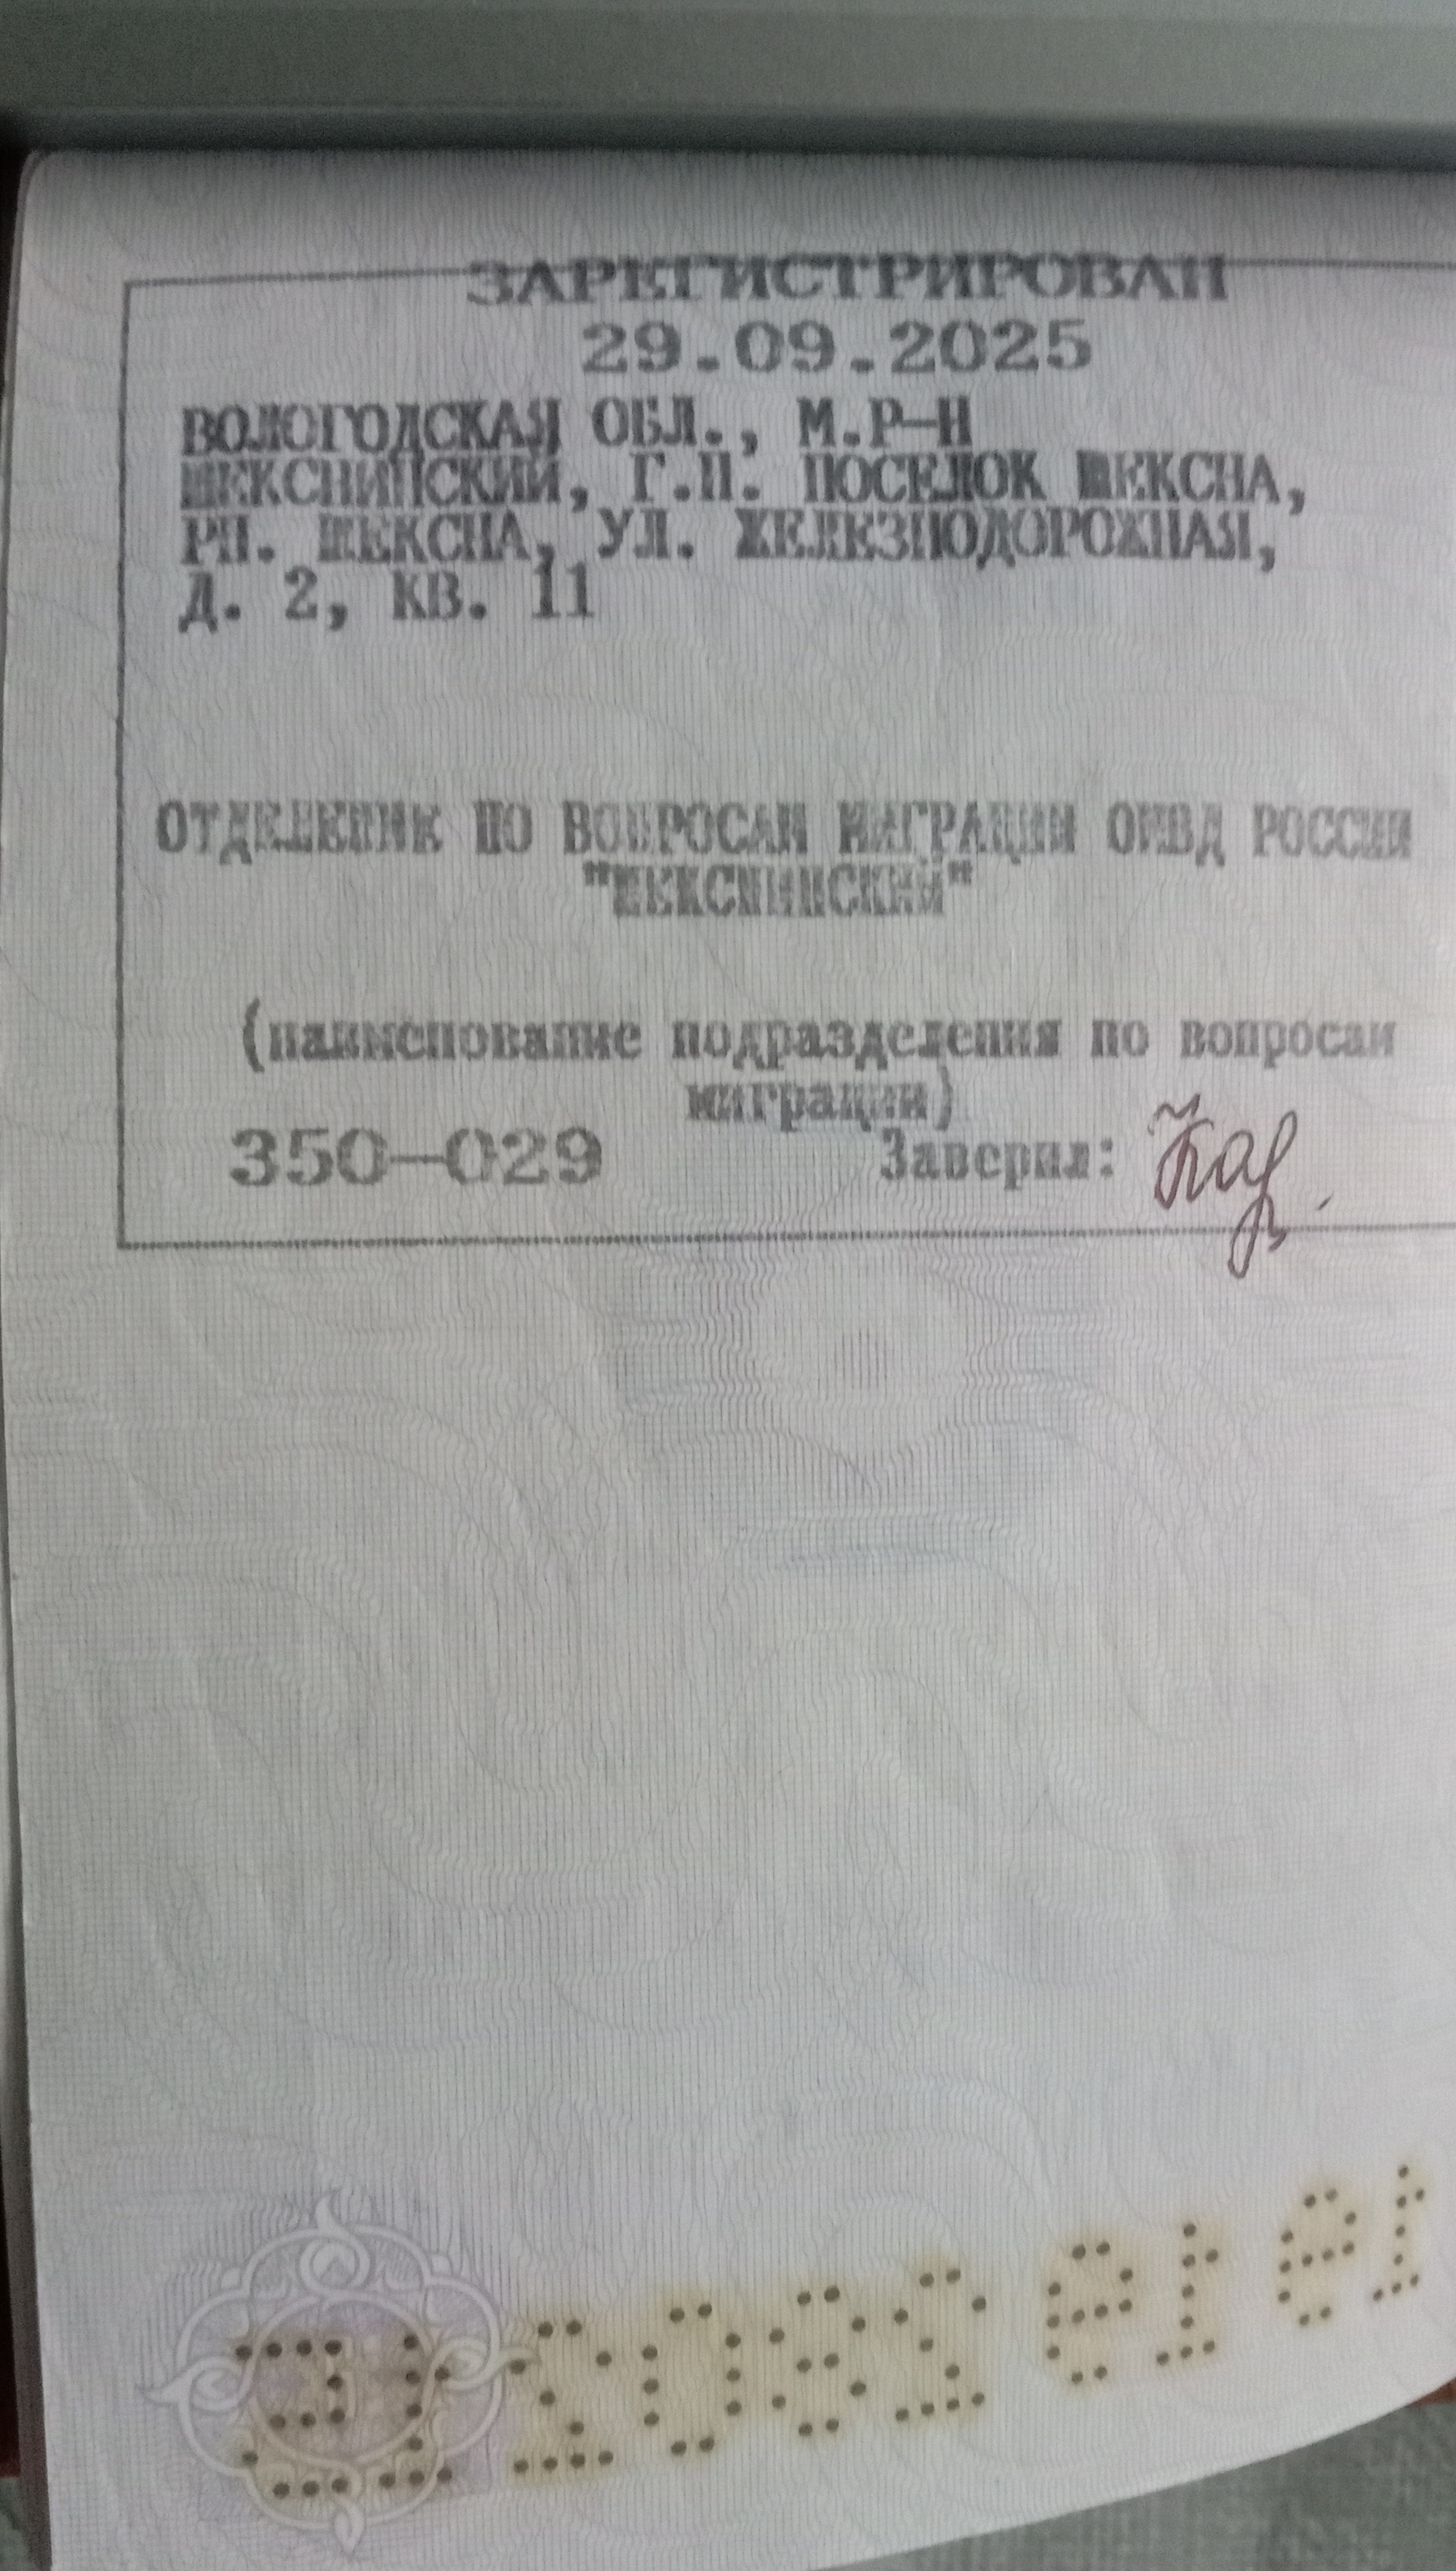 ЗАРЕГИСТРИРОВАН
29.09.2025
ВОЛОГОДСКАЯ ОБЛ., М.Р-Н
ШЕКСНИНСКИЙ, Г.П. ПОСЕЛОК ШЕКСНА,
РП. ШЕКСНА, УЛ. ЖЕЛЕЗНОДОРОЖНАЯ,
Д. 2, КВ. 11
ОТДЕЛЕНИЕ ПО ВОПРОСАМ МИГРАЦИИ ОМВД РОССИИ
"ШЕКСНИНСКИЙ"
(наименование подразделения по вопросам
миграции)
350-029 Заверил: